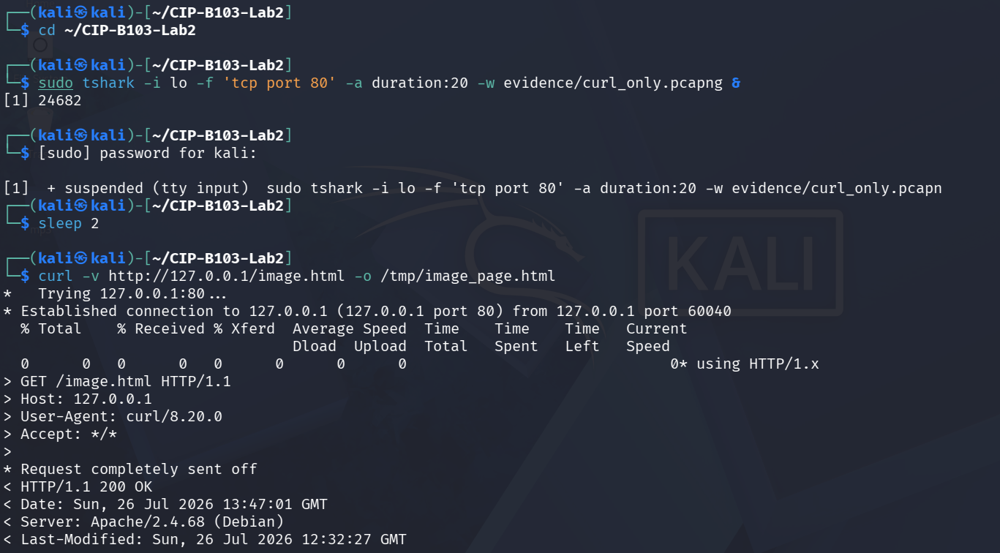 ┌──(kali㉿kali)-[~/CIP-B103-Lab2]
└─$ cd ~/CIP-B103-Lab2
┌──(kali㉿kali)-[~/CIP-B103-Lab2]
└─$ sudo tshark -i lo -f 'tcp port 80' -a duration:20 -w evidence/curl_only.pcapng &
[1] 24682
┌──(kali㉿kali)-[~/CIP-B103-Lab2]
└─$ [sudo] password for kali:
[1]  + suspended (tty input)  sudo tshark -i lo -f 'tcp port 80' -a duration:20 -w evidence/curl_only.pcapn
┌──(kali㉿kali)-[~/CIP-B103-Lab2]
└─$ sleep 2
┌──(kali㉿kali)-[~/CIP-B103-Lab2]
└─$ curl -v http://127.0.0.1/image.html -o /tmp/image_page.html
*   Trying 127.0.0.1:80...
* Established connection to 127.0.0.1 (127.0.0.1 port 80) from 127.0.0.1 port 60040
  % Total    % Received % Xferd  Average Speed  Time    Time    Time   Current
                                 Dload  Upload  Total   Spent   Left   Speed
  0      0   0      0   0      0      0      0                              0* using HTTP/1.x
> GET /image.html HTTP/1.1
> Host: 127.0.0.1
> User-Agent: curl/8.20.0
> Accept: */*
>
* Request completely sent off
< HTTP/1.1 200 OK
< Date: Sun, 26 Jul 2026 13:47:01 GMT
< Server: Apache/2.4.68 (Debian)
< Last-Modified: Sun, 26 Jul 2026 12:32:27 GMT
KALI